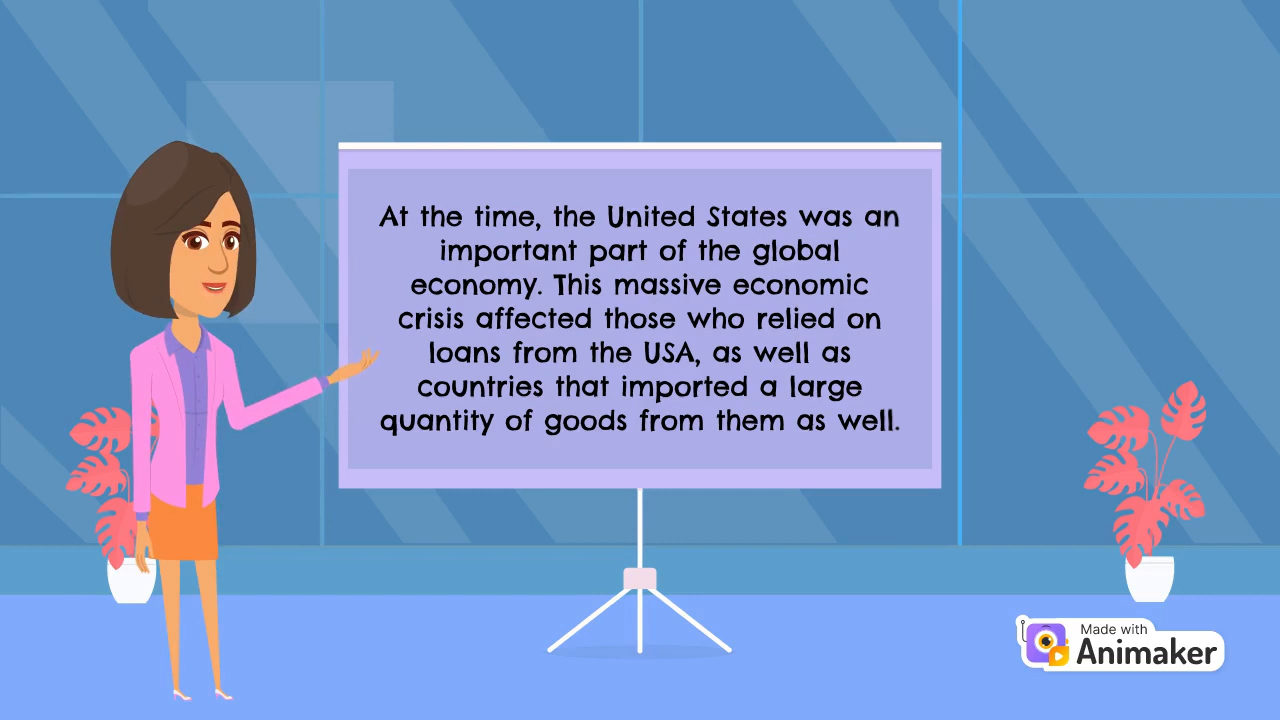 At the time, the United States was an
important part of the global
economy. This massive economic
crisis affected those who relied on
loans from the USA, as well as
countries that imported a large
quantity of goods from them as well.
Made with
Animaker